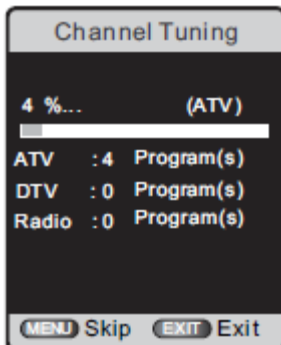 Channel Tuning
4 %... (ATV)
ATV : 4 Program(s)
DTV : 0 Program(s)
Radio : 0 Program(s)
MENU Skip EXIT Exit